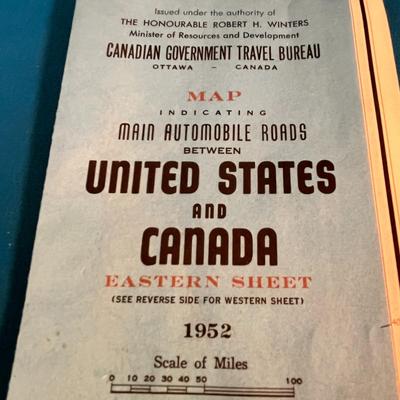 Issued under the authority of
THE HONOURABLE ROBERT H. WINTERS
Minister of Resources and Development
CANADIAN GOVERNMENT TRAVEL BUREAU
OTTAWA – CANADA
MAP
INDICATING
MAIN AUTOMOBILE ROADS
BETWEEN
UNITED STATES
AND
CANADA
EASTERN SHEET
(SEE REVERSE SIDE FOR WESTERN SHEET)
1952
Scale of Miles
0 10 20 30 40 50 100